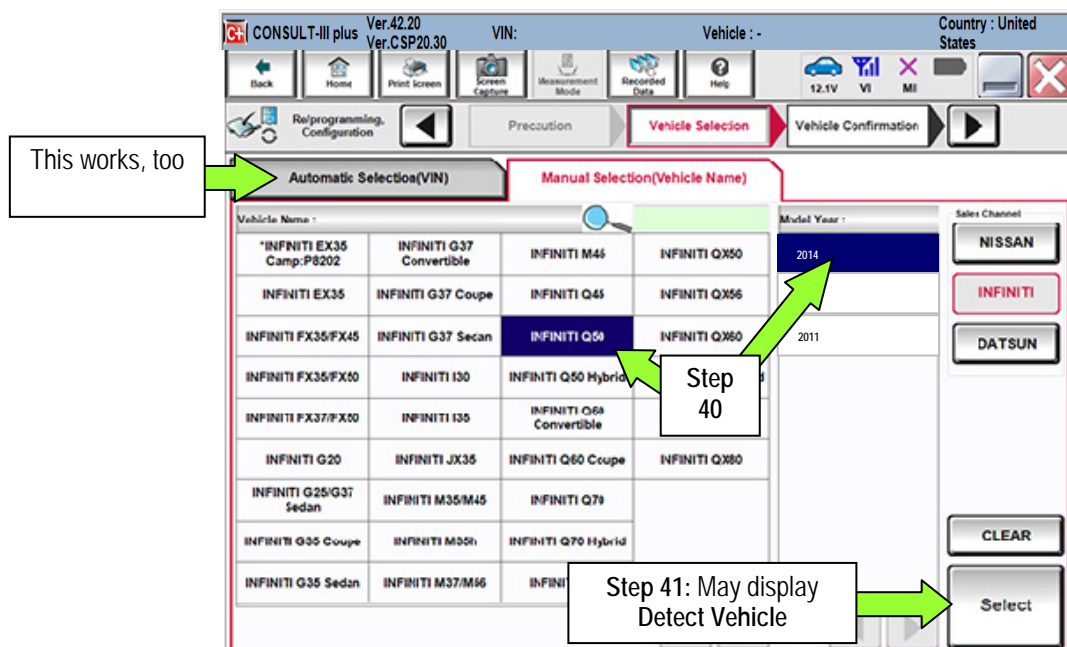 CONSULT-III plus
Ver.42.20
Ver.CSP20.30
VIN:
Vehicle : -
Country : United
States
Back
Home
Print Screen
Screen
Capture
Measurement
Mode
Recorded
Data
Help
12.1V
VI
MI
Re/programming,
Configuration
Precaution
Vehicle Selection
Vehicle Confirmation
This works, too
Automatic Selection(VIN)
Manual Selection(Vehicle Name)
Vehicle Name :
Model Year :
Sales Channel
*INFINITI EX35
Camp:P8202
INFINITI G37
Convertible
INFINITI M45
INFINITI QX50
2014
NISSAN
INFINITI EX35
INFINITI G37 Coupe
INFINITI Q45
INFINITI QX56
INFINITI
INFINITI FX35/FX45
INFINITI G37 Sedan
INFINITI Q50
INFINITI QX60
2011
DATSUN
INFINITI FX35/FX50
INFINITI I30
INFINITI Q50 Hybrid
Step
40
INFINITI FX37/FX50
INFINITI I35
INFINITI Q60
Convertible
INFINITI G20
INFINITI JX35
INFINITI Q60 Coupe
INFINITI QX80
INFINITI G25/G37
Sedan
INFINITI M35/M45
INFINITI Q70
INFINITI G35 Coupe
INFINITI M35h
INFINITI Q70 Hybrid
CLEAR
INFINITI G35 Sedan
INFINITI M37/M56
Step 41: May display
Detect Vehicle
Select